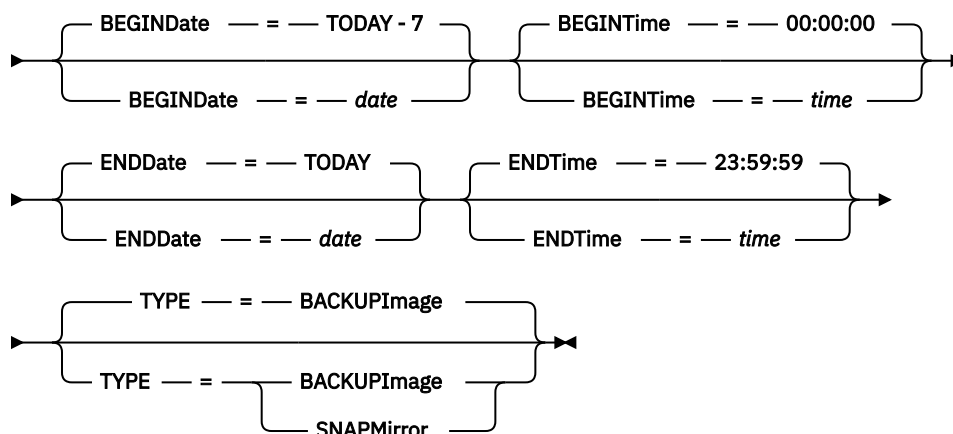 BEGINDate = TODAY - 7 BEGINTime = 00:00:00
BEGINDate = date BEGINTime = time
ENDDate = TODAY ENDTime = 23:59:59
ENDDate = date ENDTime = time
TYPE = BACKUPImage
TYPE = BACKUPImage
SNAPMirror